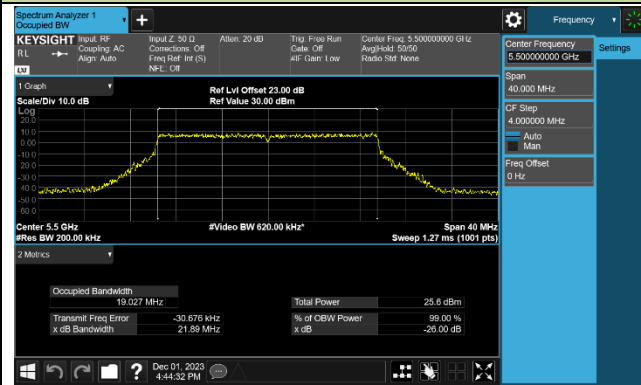 Spectrum Analyzer 1
Occupied BW
Frequency
KEYSIGHT
RL
LXI
Input: RF
Coupling: AC
Align: Auto
Input Z: 50 Ω
Corrections: Off
Freq Ref: Int (S)
NFE: Off
Atten: 20 dB
Trig: Free Run
Gate: Off
#IF Gain: Low
Center Freq: 5.500000000 GHz
Avg|Hold: 50/50
Radio Std: None
Center Frequency
5.500000000 GHz
Settings
Span
40.000 MHz
CF Step
4.000000 MHz
Auto
Man
Freq Offset
0 Hz
1 Graph
Scale/Div 10.0 dB
Ref Lvl Offset 23.00 dB
Ref Value 30.00 dBm
Log
20.0
10.0
0.00
-10.0
-20.0
-30.0
-40.0
-50.0
-60.0
Center 5.5 GHz
#Res BW 200.00 kHz
#Video BW 620.00 kHz*
Span 40 MHz
Sweep 1.27 ms (1001 pts)
2 Metrics
Occupied Bandwidth
19.027 MHz
Total Power 25.6 dBm
Transmit Freq Error -30.676 kHz
% of OBW Power 99.00 %
x dB Bandwidth 21.89 MHz
x dB -26.00 dB
Dec 01, 2023
4:44:32 PM